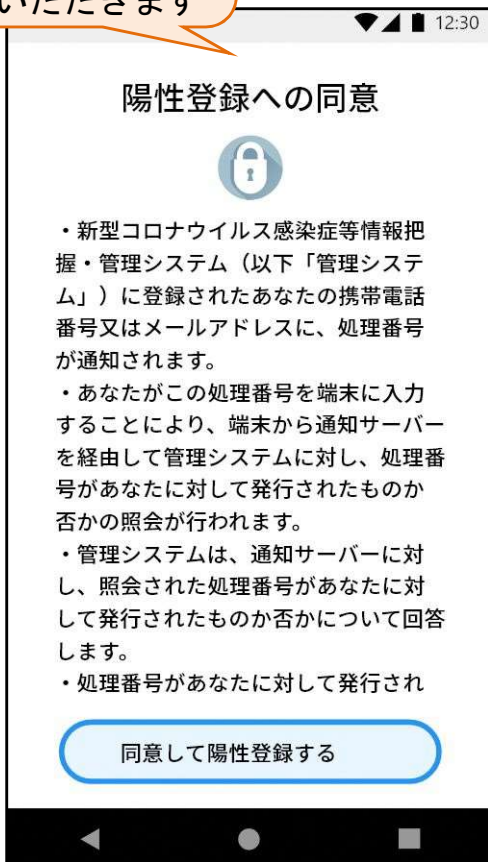 いただきます
12:30
陽性登録への同意
・新型コロナウイルス感染症等情報把
握・管理システム（以下「管理システ
ム」）に登録されたあなたの携帯電話
番号又はメールアドレスに、処理番号
が通知されます。
・あなたがこの処理番号を端末に入力
することにより、端末から通知サーバー
を経由して管理システムに対し、処理番
号があなたに対して発行されたものか
否かの照会が行われます。
・管理システムは、通知サーバーに対
し、照会された処理番号があなたに対
して発行されたものか否かについて回答
します。
・処理番号があなたに対して発行され
同意して陽性登録する